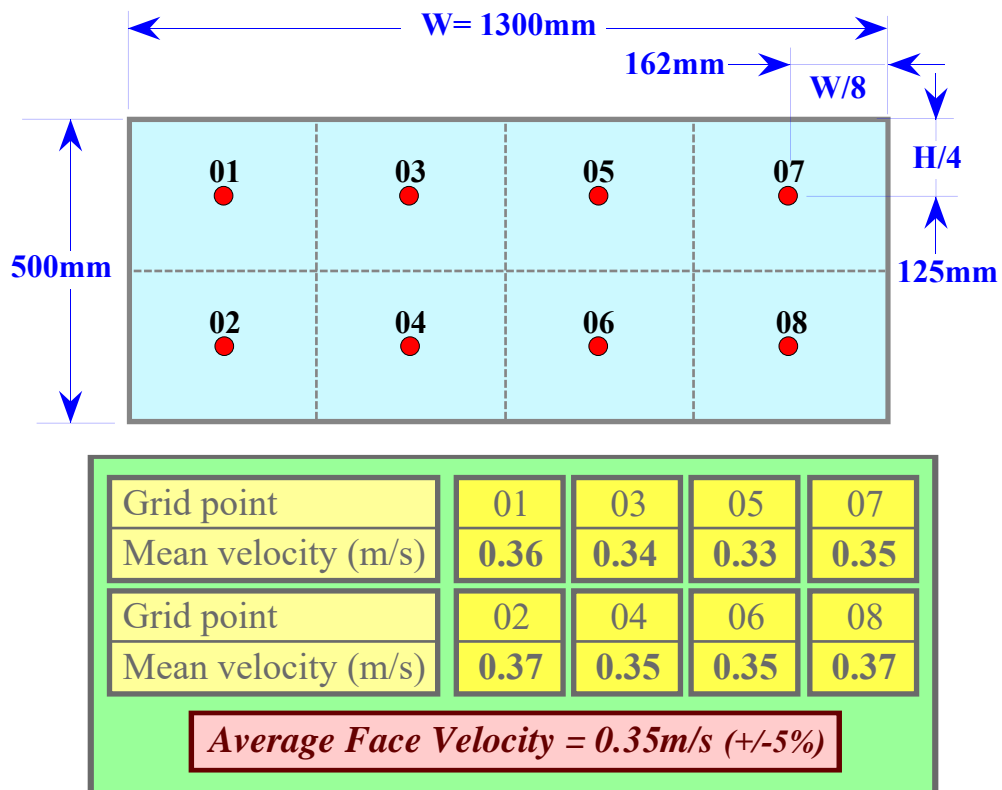 W= 1300mm
162mm
W/8
H/4
01 03 05 07
500mm
125mm
02 04 06 08
Grid point 01 03 05 07
Mean velocity (m/s) 0.36 0.34 0.33 0.35
Grid point 02 04 06 08
Mean velocity (m/s) 0.37 0.35 0.35 0.37
Average Face Velocity = 0.35m/s (+/-5%)